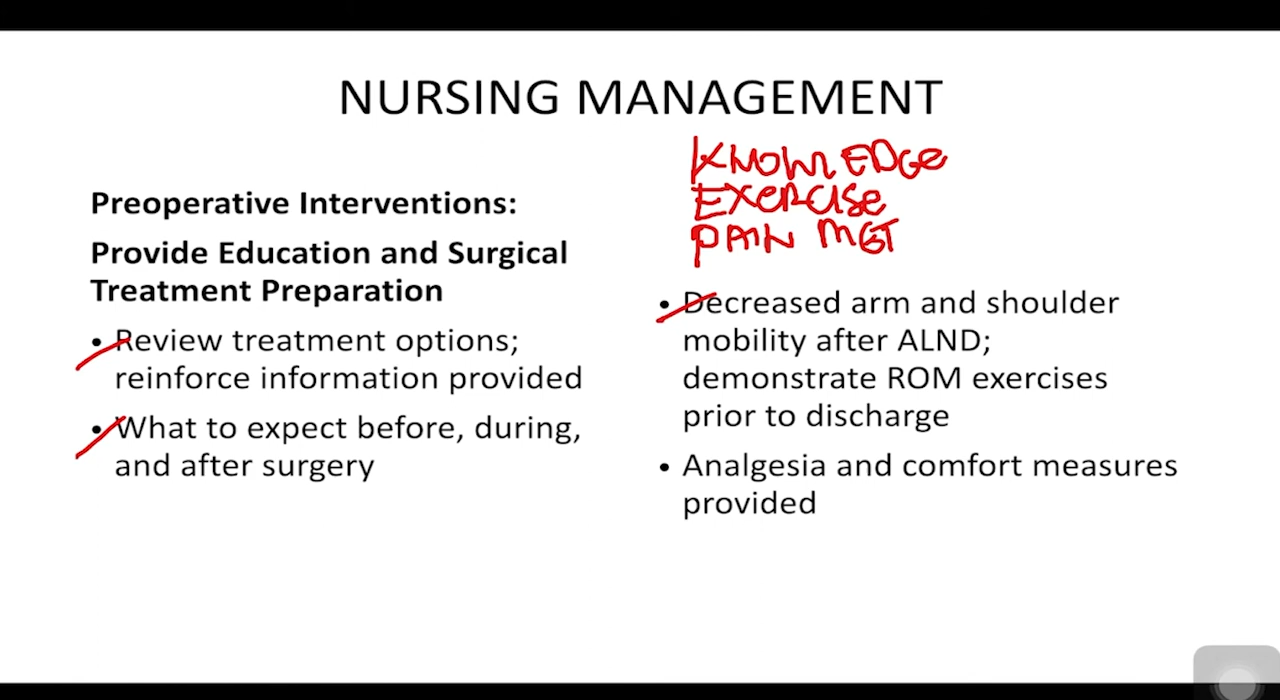 NURSING MANAGEMENT
KNOWLEDGE
EXERCISE
PAIN MGT
Preoperative Interventions:
Provide Education and Surgical
Treatment Preparation
• Review treatment options;
reinforce information provided
• What to expect before, during,
and after surgery
• Decreased arm and shoulder
mobility after ALND;
demonstrate ROM exercises
prior to discharge
• Analgesia and comfort measures
provided